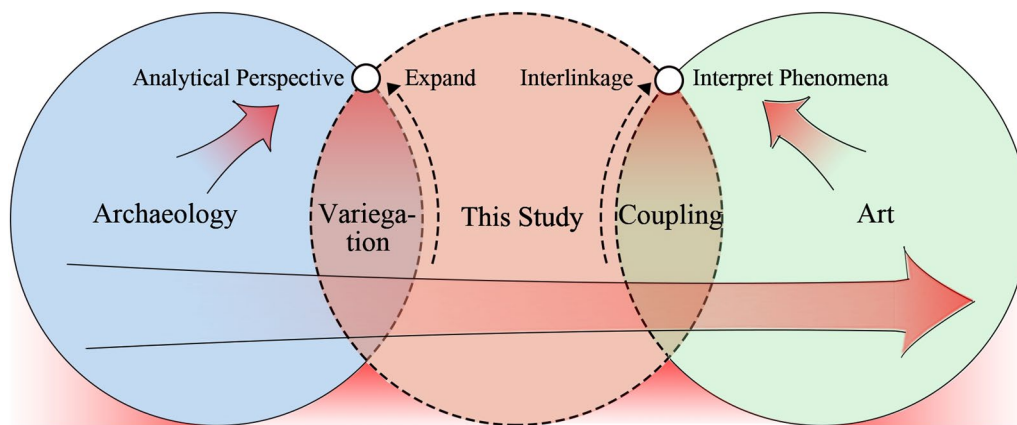 Analytical Perspective
Expand
Interlinkage
Interpret Phenomena
Archaeology
Variega-
tion
This Study
Coupling
Art